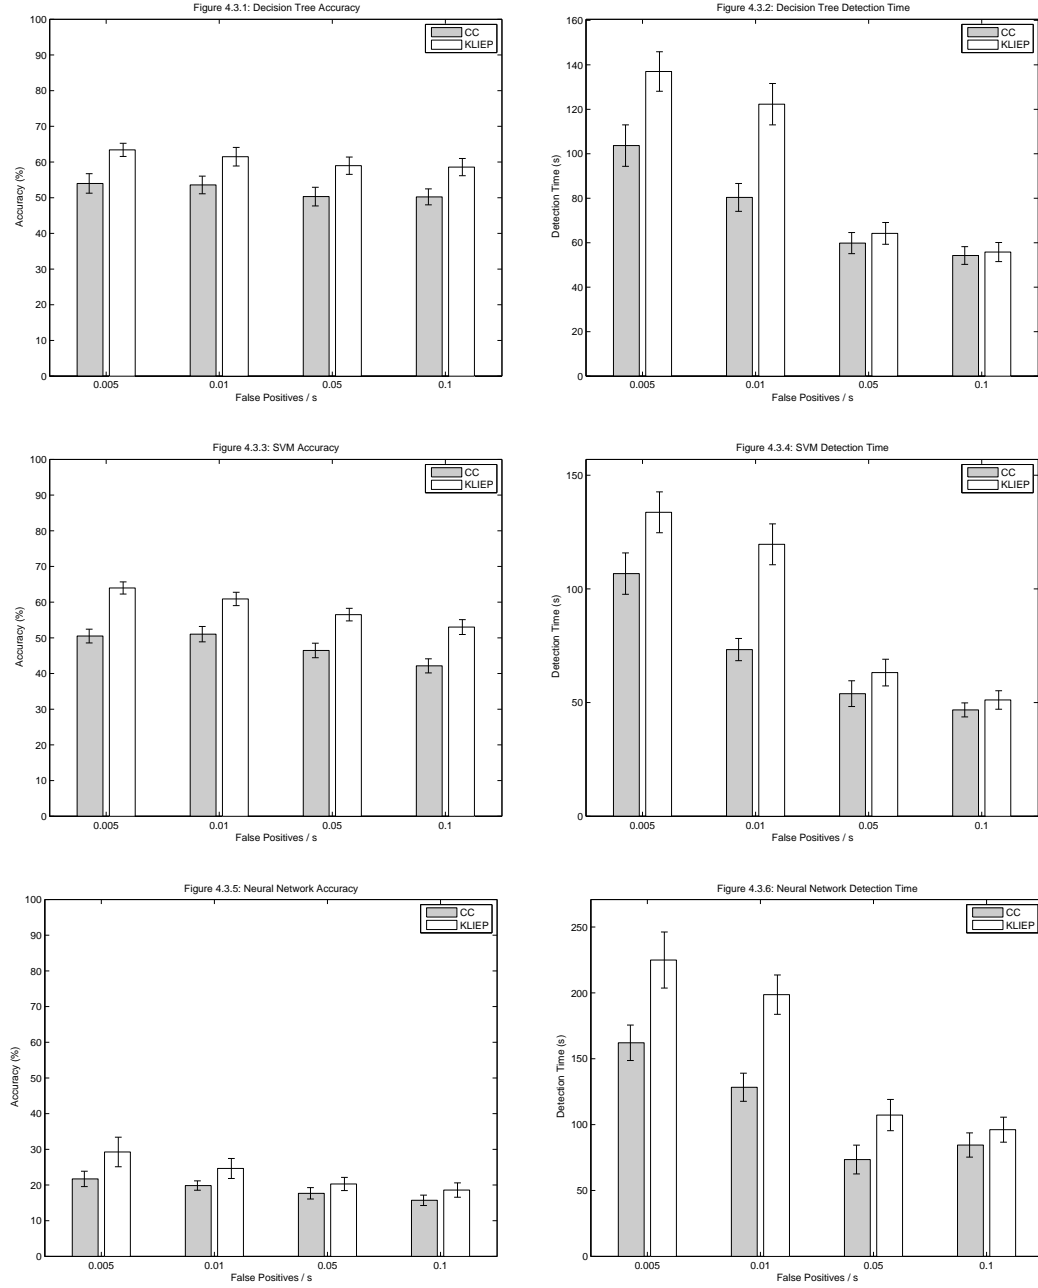 Figure 4.3.1: Decision Tree Accuracy
100
90
80
70
60
50
40
30
20
10
0
Accuracy (%)
CC
KLIEP
0.005 0.01 0.05 0.1
False Positives / s
Figure 4.3.2: Decision Tree Detection Time
160
140
120
100
80
60
40
20
0
Detection Time (s)
CC
KLIEP
0.005 0.01 0.05 0.1
False Positives / s
Figure 4.3.3: SVM Accuracy
100
90
80
70
60
50
40
30
20
10
0
Accuracy (%)
CC
KLIEP
0.005 0.01 0.05 0.1
False Positives / s
Figure 4.3.4: SVM Detection Time
150
100
50
0
Detection Time (s)
CC
KLIEP
0.005 0.01 0.05 0.1
False Positives / s
Figure 4.3.5: Neural Network Accuracy
100
90
80
70
60
50
40
30
20
10
0
Accuracy (%)
CC
KLIEP
0.005 0.01 0.05 0.1
False Positives / s
Figure 4.3.6: Neural Network Detection Time
250
200
150
100
50
0
Detection Time (s)
CC
KLIEP
0.005 0.01 0.05 0.1
False Positives / s